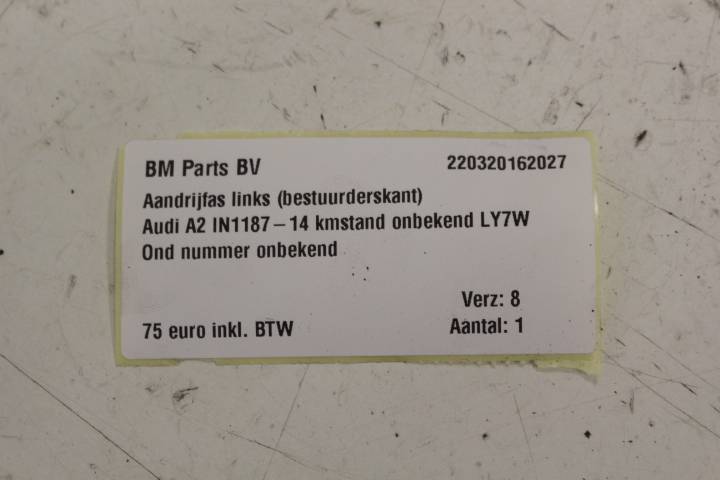 BM Parts BV 220320162027
Aandrijfas links (bestuurderskant)
Audi A2 IN1187 – 14 kmstand onbekend LY7W
Ond nummer onbekend
Verz: 8
75 euro inkl. BTW Aantal: 1